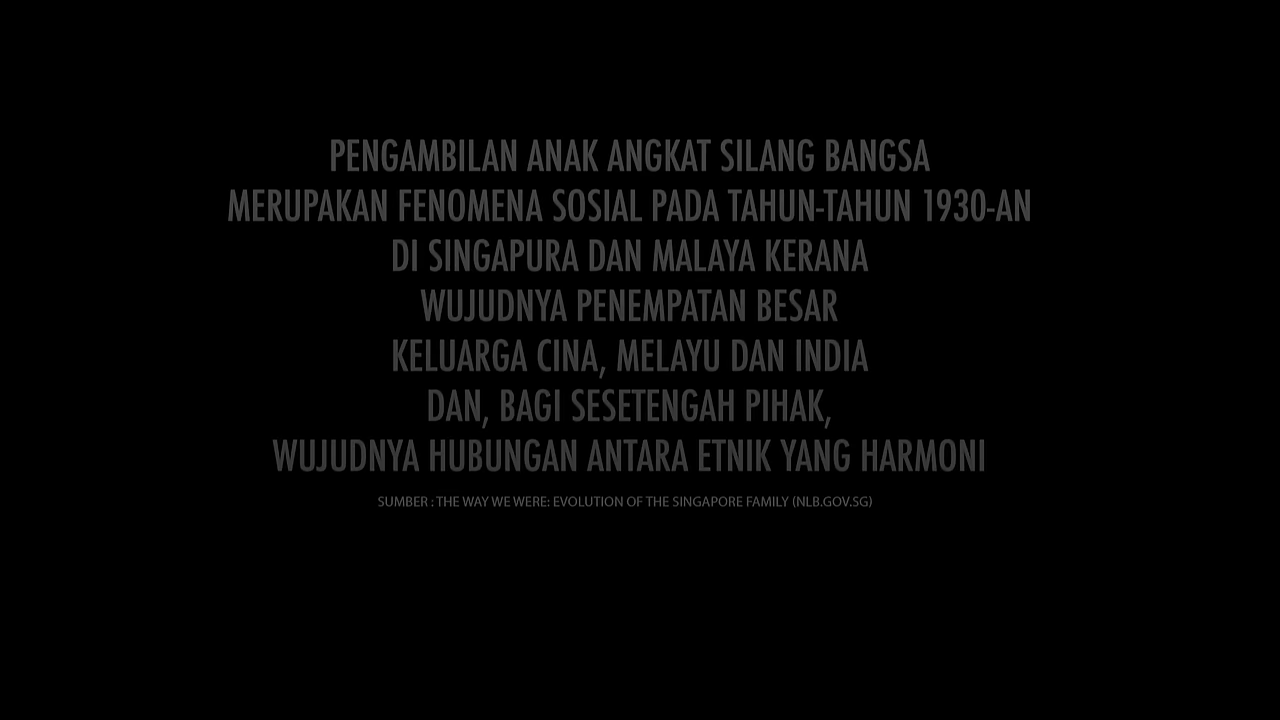 PENGAMBILAN ANAK ANGKAT SILANG BANGSA
MERUPAKAN FENOMENA SOSIAL PADA TAHUN-TAHUN 1930-AN
DI SINGAPURA DAN MALAYA KERANA
WUJUDNYA PENEMPATAN BESAR
KELUARGA CINA, MELAYU DAN INDIA
DAN, BAGI SESETENGAH PIHAK,
WUJUDNYA HUBUNGAN ANTARA ETNIK YANG HARMONI
SUMBER : THE WAY WE WERE: EVOLUTION OF THE SINGAPORE FAMILY (NLB.GOV.SG)